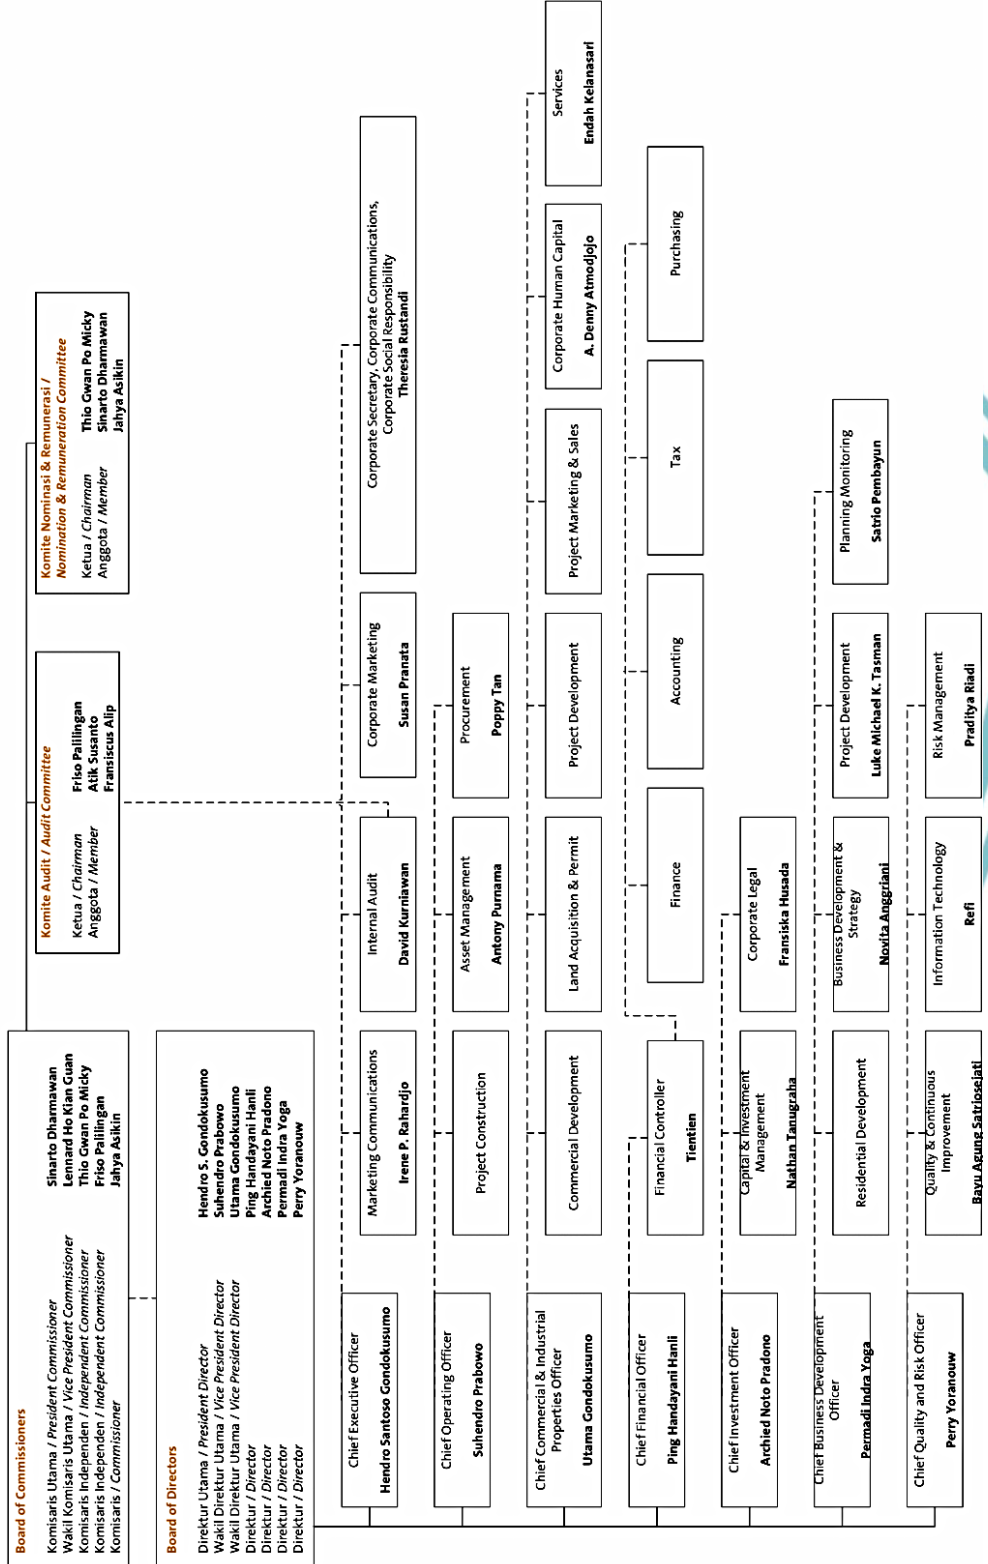 Board of Commissioners
Komisaris Utama / President Commissioner
Sinarto Dharmawan
Wakil Komisaris Utama / Vice President Commissioner
Lennard Ho Kian Guan
Komisaris Independen / Independent Commissioner
Thio Gwan Po Micky
Komisaris Independen / Independent Commissioner
Friso Palilingan
Komisaris / Commissioner
Jahya Asikin
Komite Audit / Audit Committee
Ketua / Chairman
Friso Palilingan
Anggota / Member
Atik Susanto
Fransiscus Alip
Komite Nominasi & Remunerasi /
Nomination & Remuneration Committee
Ketua / Chairman
Thio Gwan Po Micky
Anggota / Member
Sinarto Dharmawan
Jahya Asikin
Board of Directors
Direktur Utama / President Director
Hendro S. Gondokusumo
Wakil Direktur Utama / Vice President Director
Suhendro Prabowo
Wakil Direktur Utama / Vice President Director
Utama Gondokusumo
Direktur / Director
Ping Handayani Hanli
Direktur / Director
Archied Noto Pradono
Direktur / Director
Permadi Indra Yoga
Direktur / Director
Perry Yoranouw
Chief Executive Officer
Hendro Santoso Gondokusumo
Marketing Communications
Irene P. Rahardjo
Internal Audit
David Kurniawan
Corporate Marketing
Susan Pranata
Corporate Secretary, Corporate Communications,
Corporate Social Responsibility
Theresia Rustandi
Chief Operating Officer
Suhendro Prabowo
Project Construction
Asset Management
Antony Purnama
Procurement
Poppy Tan
Chief Commercial & Industrial
Properties Officer
Utama Gondokusumo
Commercial Development
Land Acquisition & Permit
Project Development
Project Marketing & Sales
Corporate Human Capital
A. Denny Atmodjojo
Services
Endah Kelanasari
Chief Financial Officer
Ping Handayani Hanli
Financial Controller
Tientien
Finance
Accounting
Tax
Purchasing
Chief Investment Officer
Archied Noto Pradono
Capital & Investment
Management
Nathan Tanugraha
Corporate Legal
Fransiska Husada
Chief Business Development
Officer
Permadi Indra Yoga
Residential Development
Business Development &
Strategy
Novita Anggriani
Project Development
Luke Michael K. Tasman
Planning Monitoring
Satrio Pembayun
Chief Quality and Risk Officer
Perry Yoranouw
Quality & Continuous
Improvement
Bayu Agung Satriosejati
Information Technology
Refi
Risk Management
Praditya Riadi